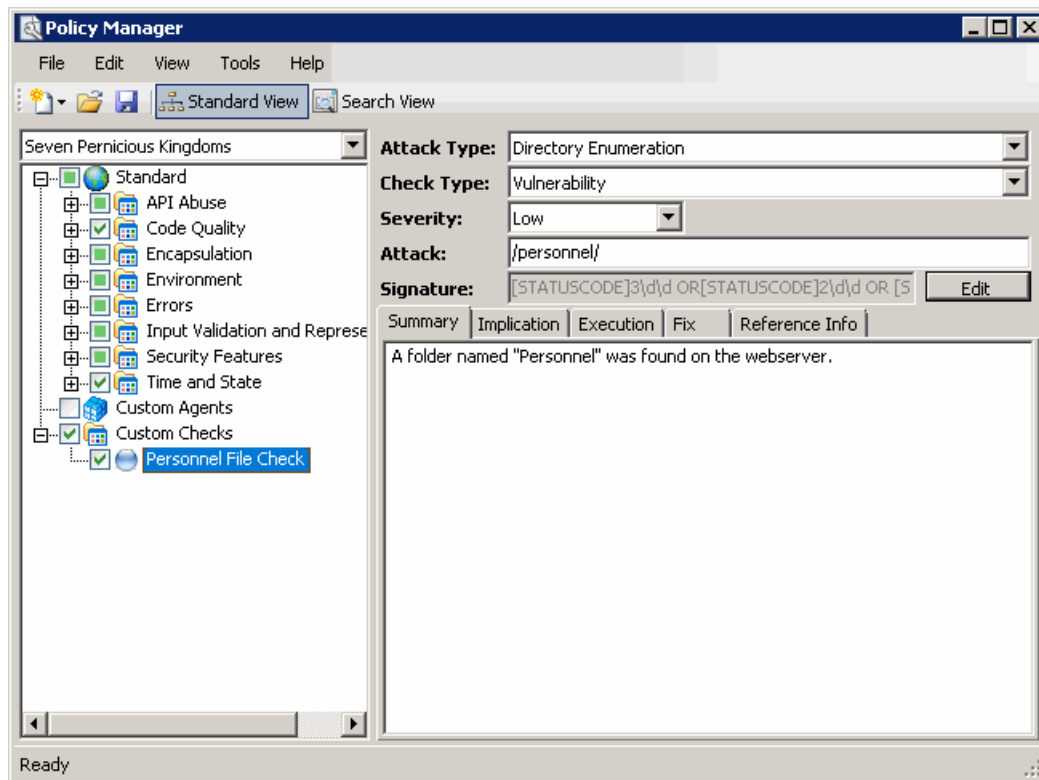 Policy Manager
File Edit View Tools Help
Standard View Search View
Seven Pernicious Kingdoms
Standard
API Abuse
Code Quality
Encapsulation
Environment
Errors
Input Validation and Represe
Security Features
Time and State
Custom Agents
Custom Checks
Personnel File Check
Attack Type: Directory Enumeration
Check Type: Vulnerability
Severity: Low
Attack: /personnel/
Signature: [STATUSCODE]3\d\d OR[STATUSCODE]2\d\d OR [S Edit
Summary Implication Execution Fix Reference Info
A folder named "Personnel" was found on the webserver.
Ready